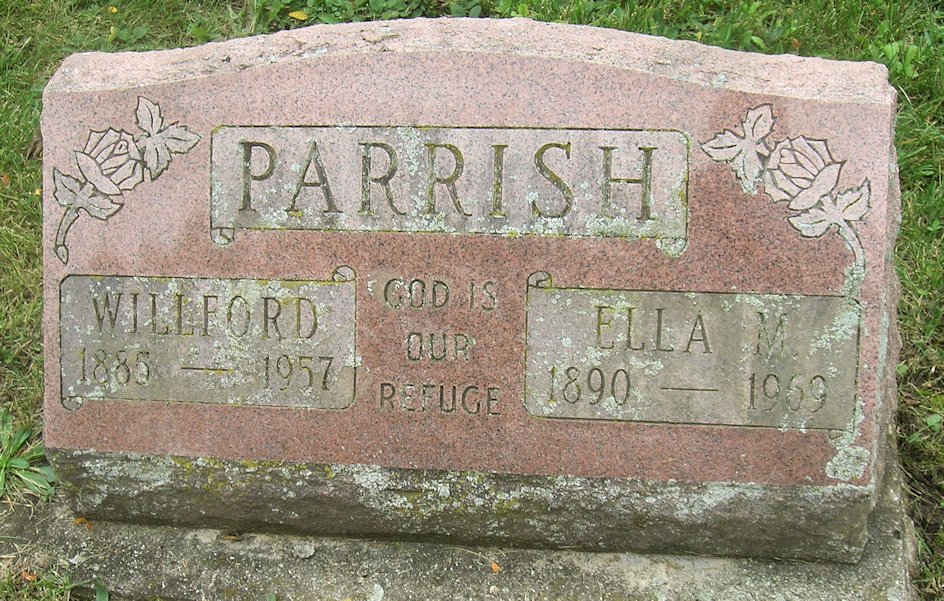 PARRISH
WILLFORD
1885 — 1957
GOD IS
OUR
REFUGE
ELLA M.
1890 — 1969